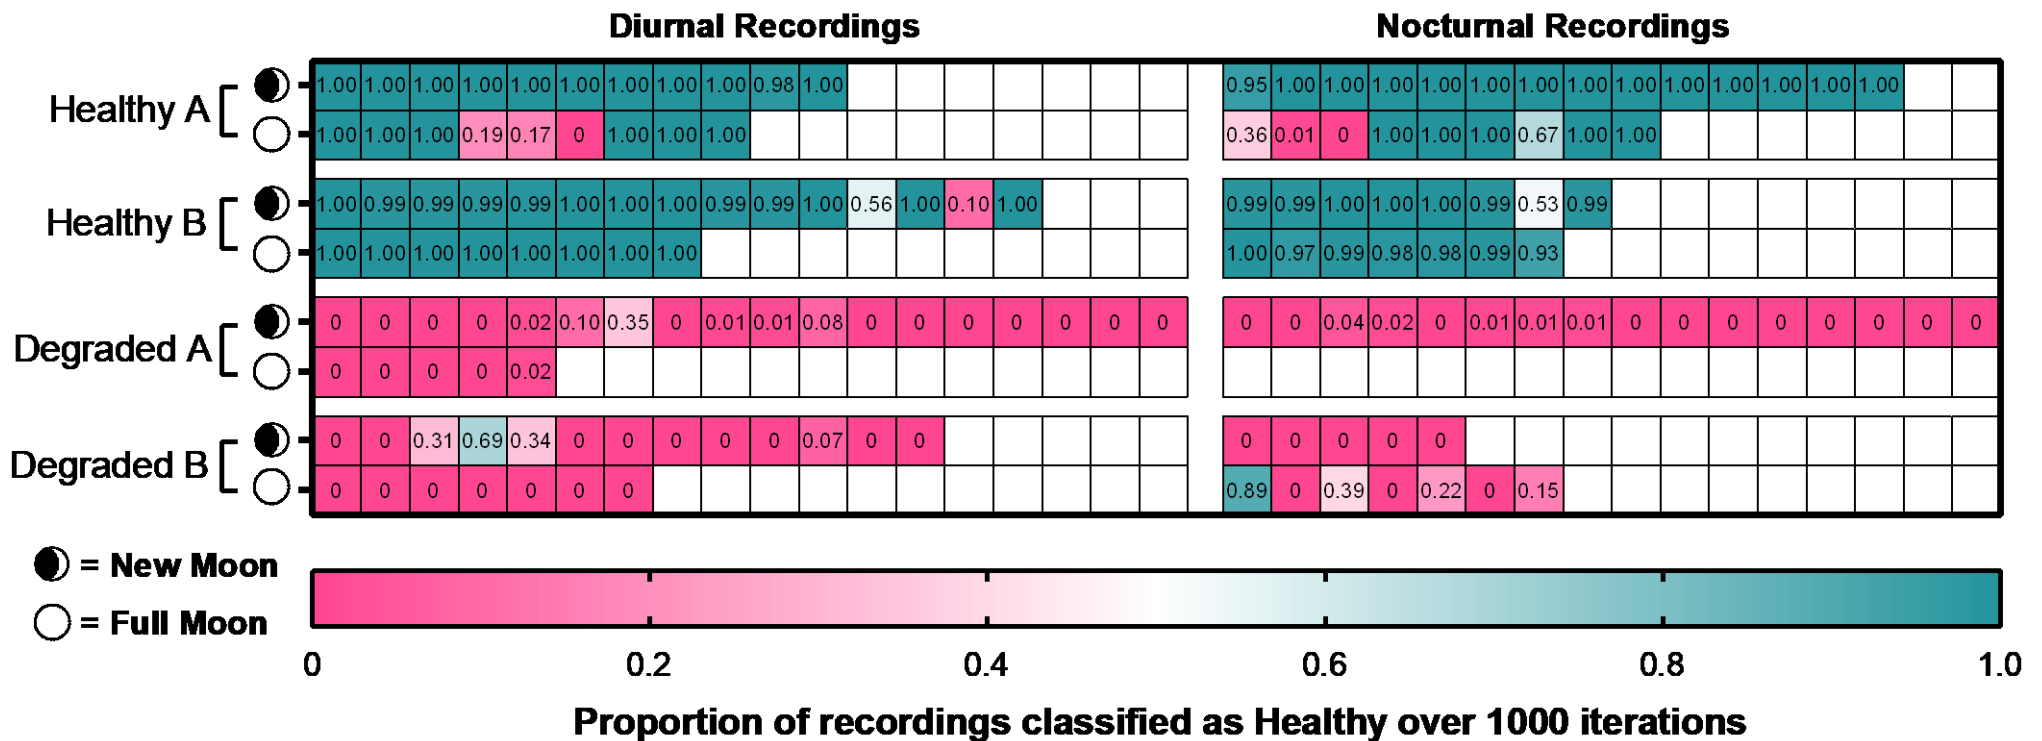 Diurnal Recordings Nocturnal Recordings
Healthy A
1.00 1.00 1.00 1.00 1.00 1.00 1.00 1.00 1.00 0.98 1.00 0.95 1.00 1.00 1.00 1.00 1.00 1.00 1.00 1.00 1.00 1.00 1.00 1.00 1.00
1.00 1.00 1.00 0.19 0.17 0 1.00 1.00 1.00 0.36 0.01 0 1.00 1.00 1.00 0.67 1.00 1.00
Healthy B
1.00 0.99 0.99 0.99 0.99 1.00 1.00 1.00 0.99 0.99 1.00 0.56 1.00 0.10 1.00 0.99 0.99 1.00 1.00 1.00 0.99 0.53 0.99
1.00 1.00 1.00 1.00 1.00 1.00 1.00 1.00 1.00 0.97 0.99 0.98 0.98 0.99 0.93
Degraded A
0 0 0 0 0.02 0.10 0.35 0 0.01 0.01 0.08 0 0 0 0 0 0 0 0 0 0.04 0.02 0 0.01 0.01 0.01 0 0 0 0 0 0 0 0
0 0 0 0 0.02
Degraded B
0 0 0.31 0.69 0.34 0 0 0 0 0 0.07 0 0 0 0 0 0 0
0 0 0 0 0 0 0 0.89 0 0.39 0 0.22 0 0.15
= New Moon
= Full Moon
0 0.2 0.4 0.6 0.8 1.0
Proportion of recordings classified as Healthy over 1000 iterations